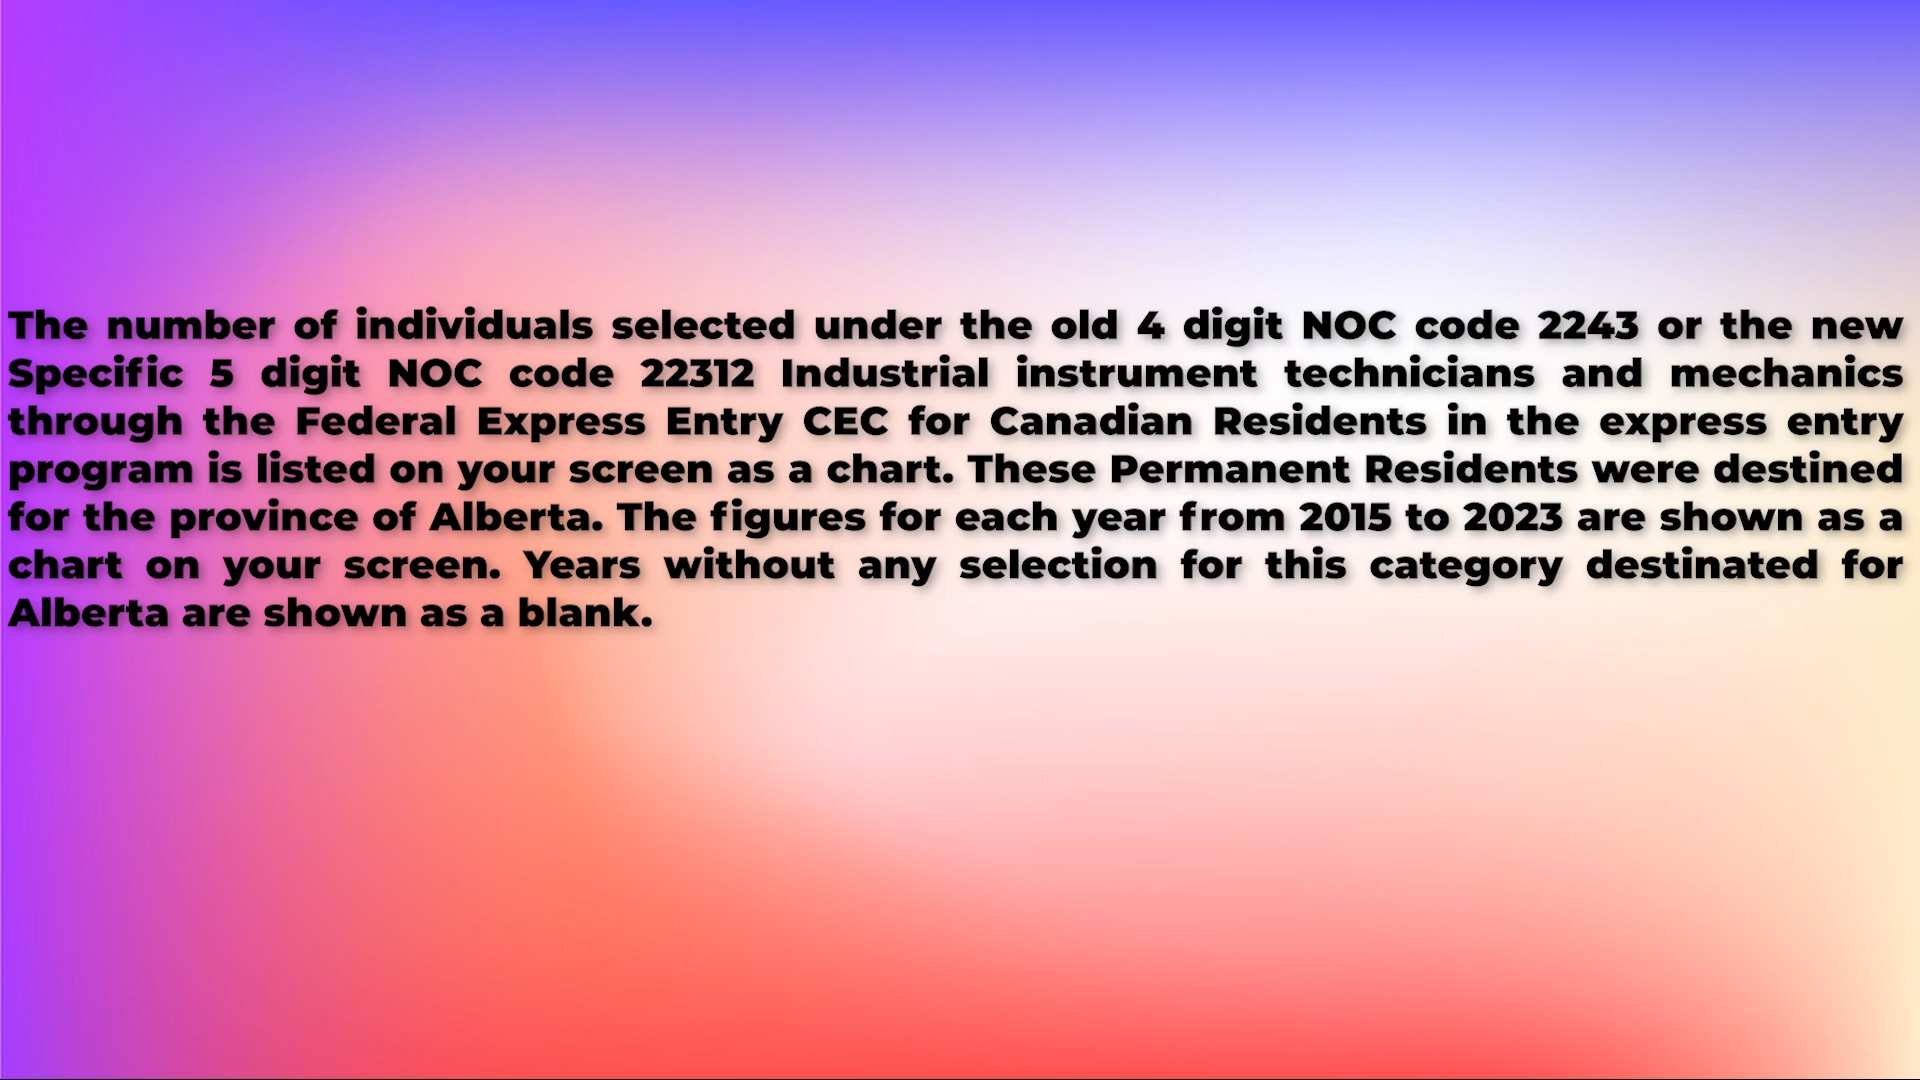 The number of individuals selected under the old 4 digit NOC code 2243 or the new
Specific 5 digit NOC code 22312 Industrial instrument technicians and mechanics
through the Federal Express Entry CEC for Canadian Residents in the express entry
program is listed on your screen as a chart. These Permanent Residents were destined
for the province of Alberta. The figures for each year from 2015 to 2023 are shown as a
chart on your screen. Years without any selection for this category destinated for
Alberta are shown as a blank.